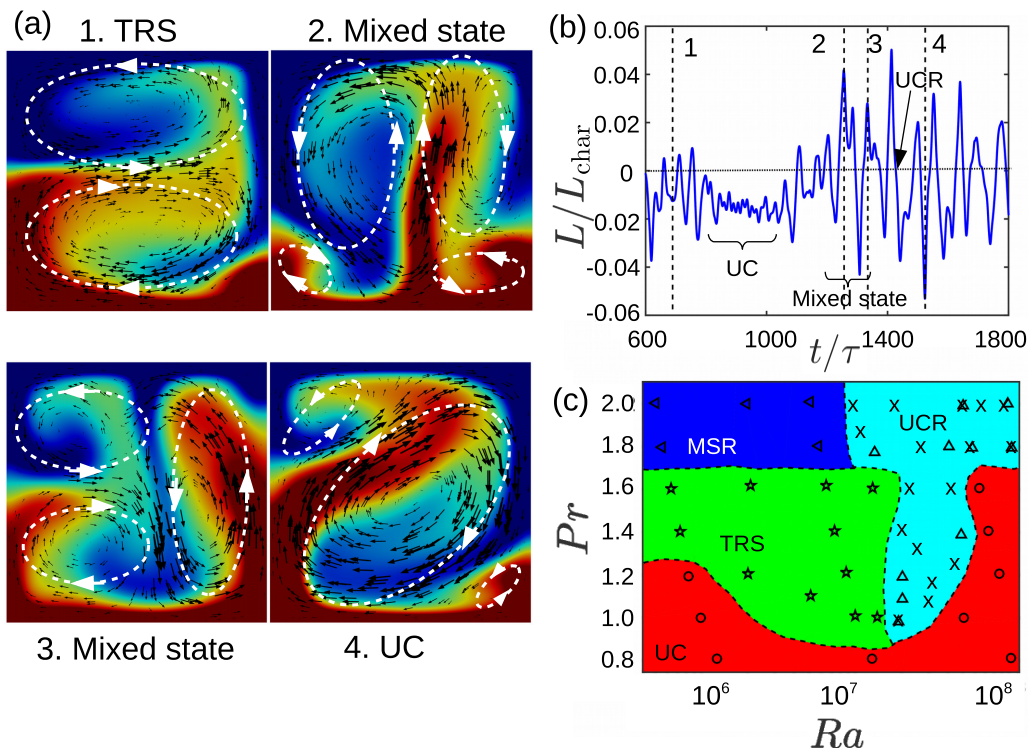 (a)
1. TRS
2. Mixed state
3. Mixed state
4. UC
(b)
0.06
0.04
0.02
0
-0.02
-0.04
-0.06
L/L_char
1
2
3
4
UCR
UC
Mixed state
600
1000
1400
1800
t/τ
(c)
2.0
1.8
1.6
1.4
1.2
1.0
0.8
Pr
MSR
UCR
TRS
UC
10^6
10^7
10^8
Ra